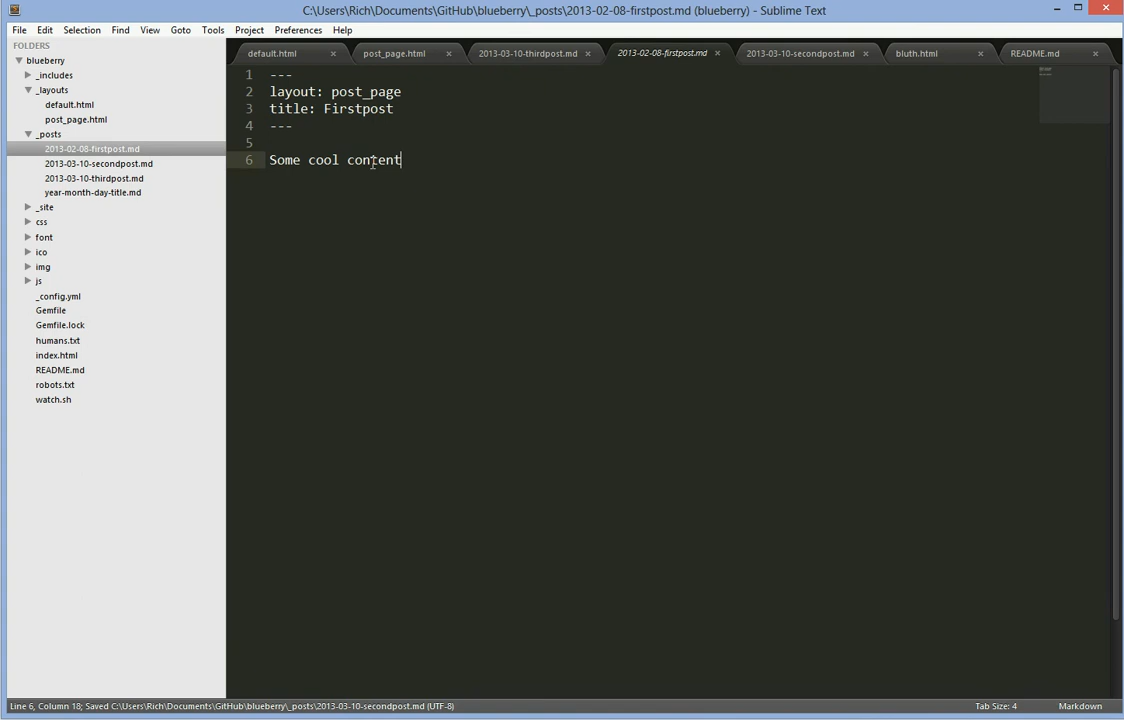 C:\Users\Rich\Documents\GitHub\blueberry\_posts\2013-02-08-firstpost.md (blueberry) - Sublime Text
File Edit Selection Find View Goto Tools Project Preferences Help
FOLDERS
blueberry
_includes
_layouts
default.html
post_page.html
_posts
2013-02-08-firstpost.md
2013-03-10-secondpost.md
2013-03-10-thirdpost.md
year-month-day-title.md
_site
css
font
ico
img
js
_config.yml
Gemfile
Gemfile.lock
humans.txt
index.html
README.md
robots.txt
watch.sh
default.html post_page.html 2013-03-10-thirdpost.md 2013-02-08-firstpost.md 2013-03-10-secondpost.md bluth.html README.md
1 ---
2 layout: post_page
3 title: Firstpost
4 ---
5
6 Some cool content
Line 6, Column 18; Saved C:\Users\Rich\Documents\GitHub\blueberry\_posts\2013-03-10-secondpost.md (UTF-8) Tab Size: 4 Markdown